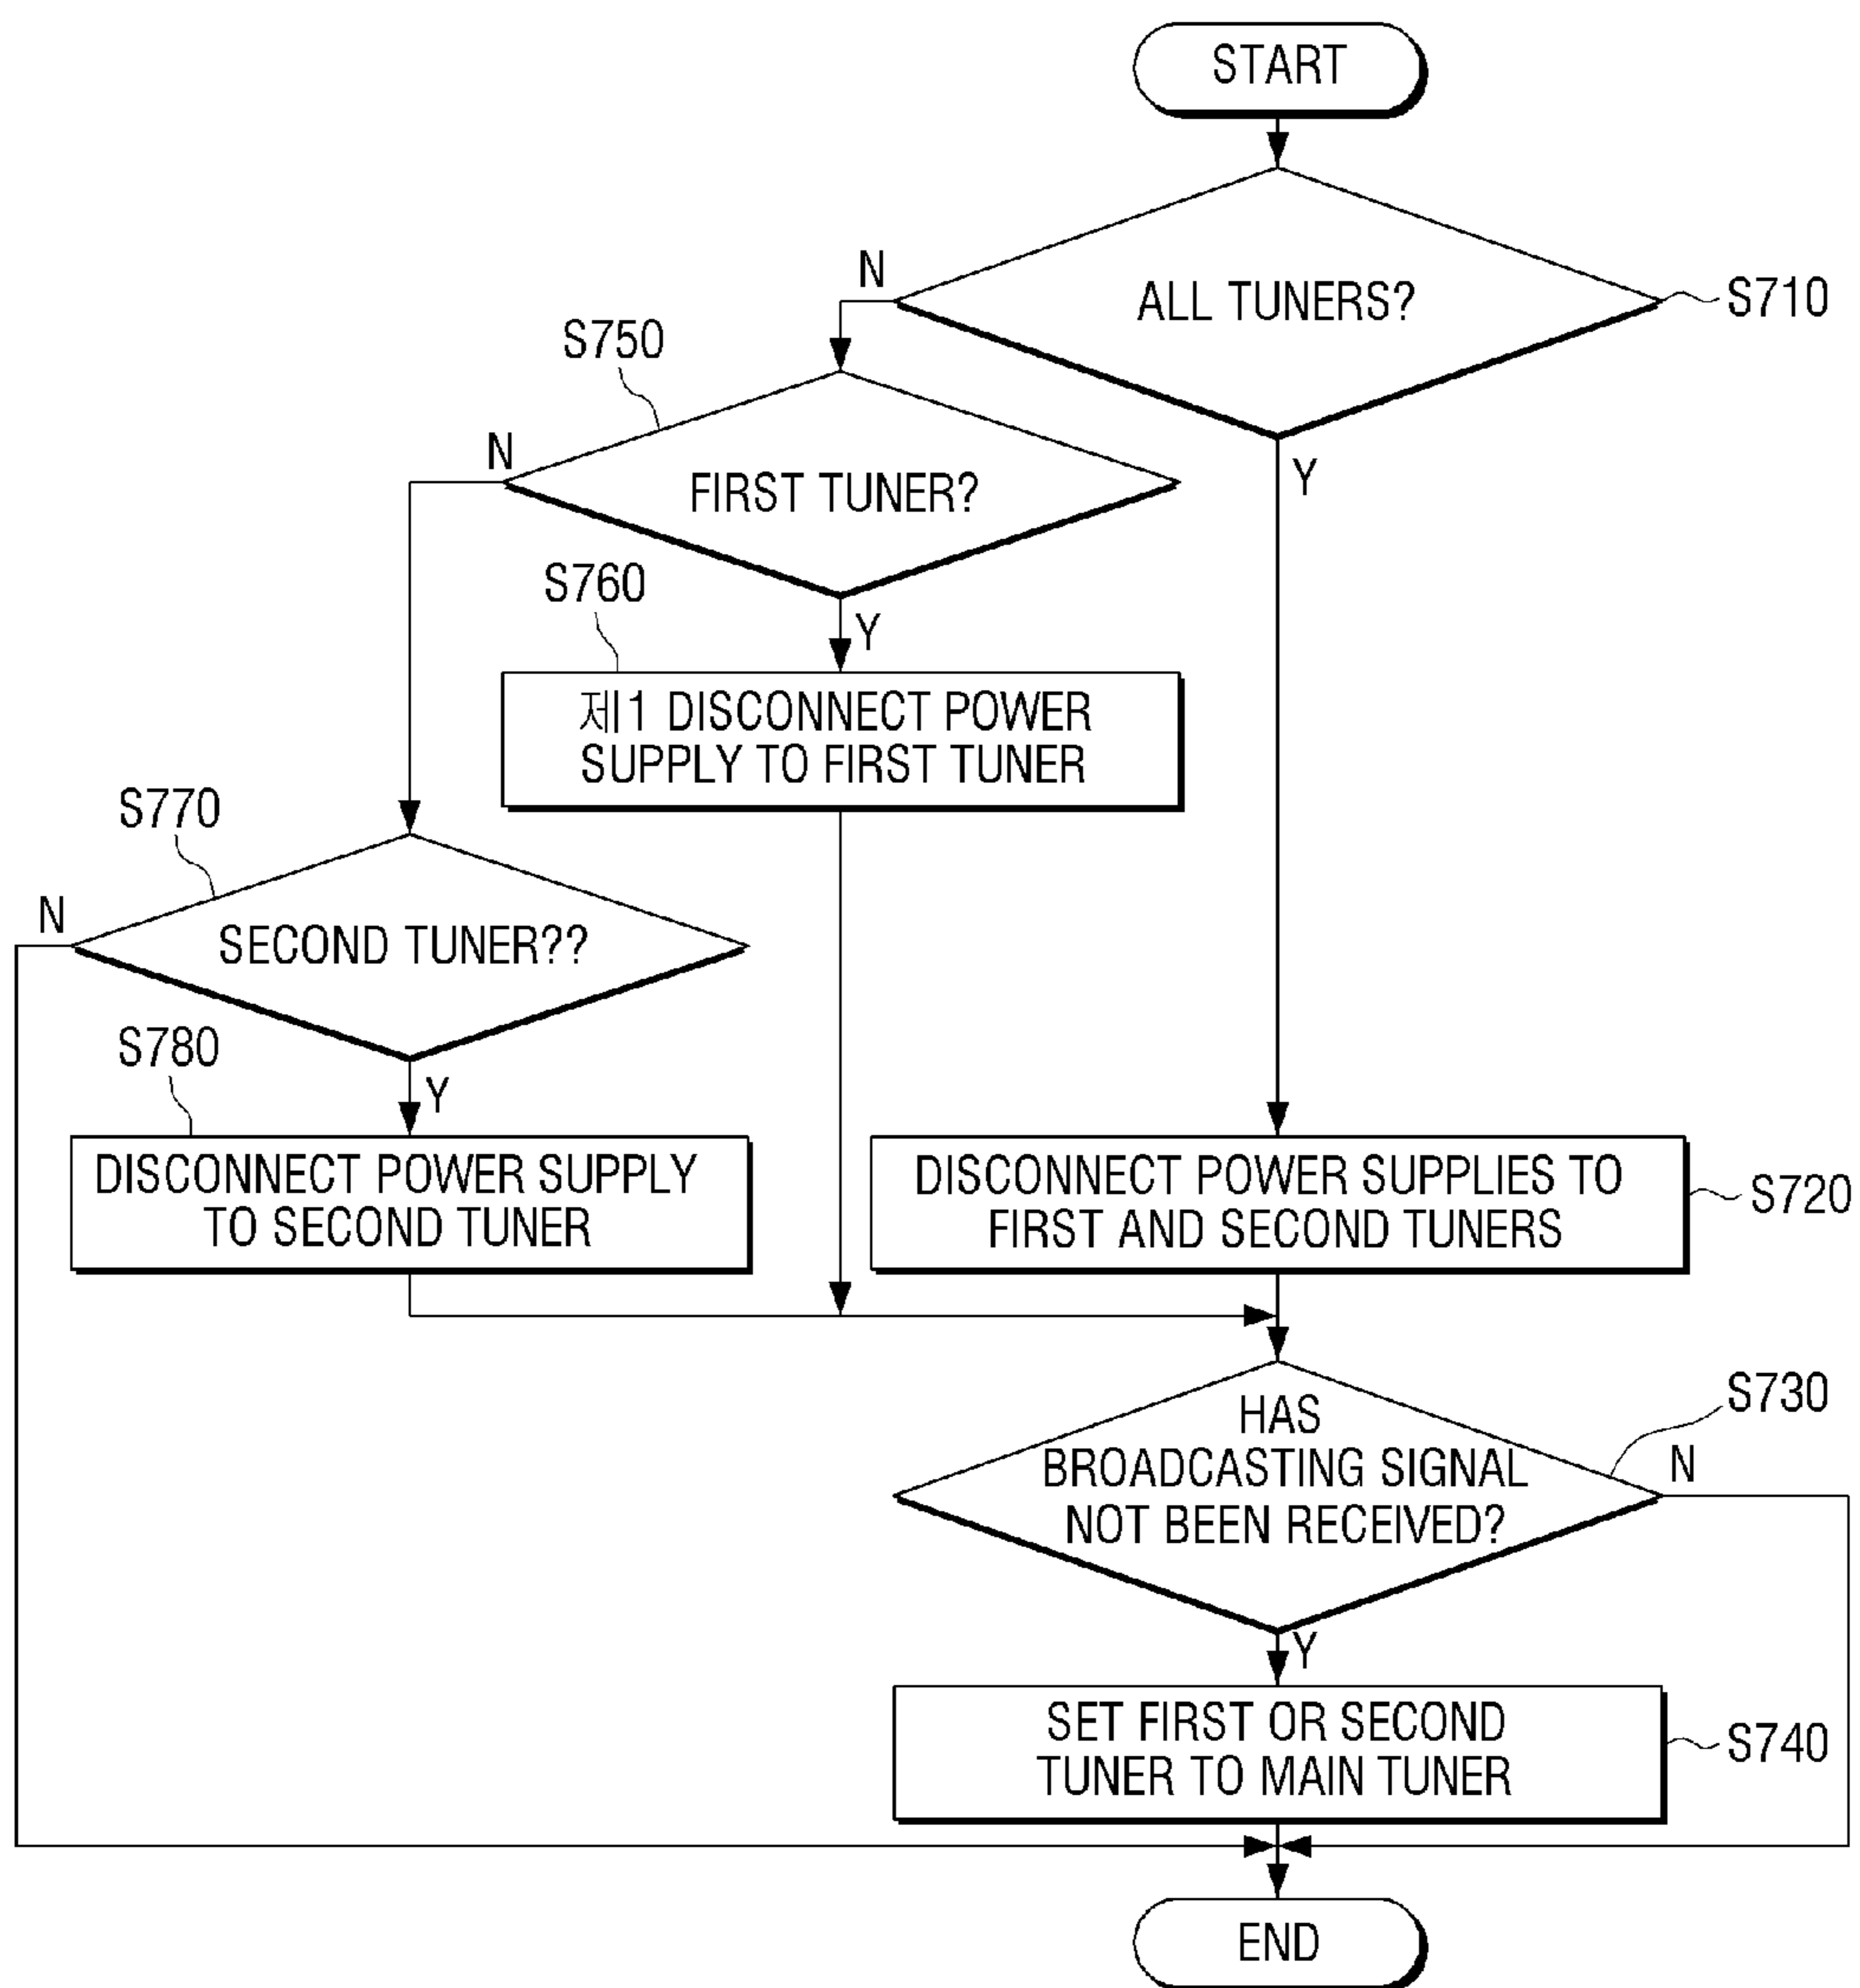 START
N
ALL TUNERS?
S710
S750
N
FIRST TUNER?
Y
S760
Y
제1 DISCONNECT POWER
SUPPLY TO FIRST TUNER
S770
N
SECOND TUNER??
S780
Y
DISCONNECT POWER SUPPLY
TO SECOND TUNER
DISCONNECT POWER SUPPLIES TO
FIRST AND SECOND TUNERS
S720
HAS
BROADCASTING SIGNAL
NOT BEEN RECEIVED?
S730
N
Y
SET FIRST OR SECOND
TUNER TO MAIN TUNER
S740
END